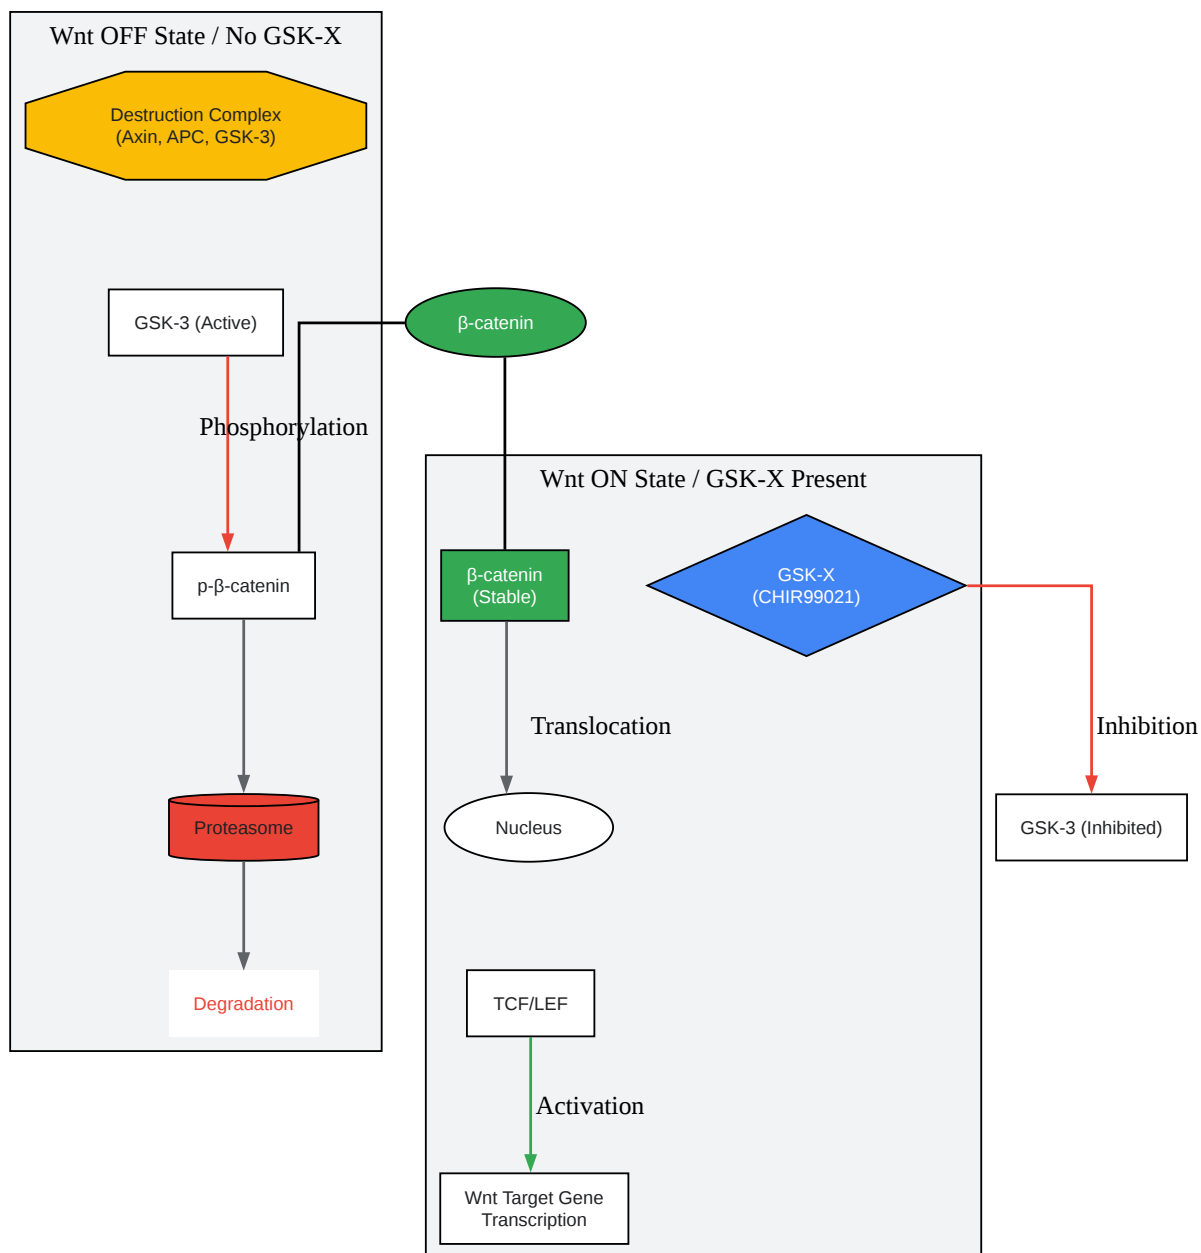 Wnt OFF State / No GSK-X
Destruction Complex
(Axin, APC, GSK-3)
GSK-3 (Active)
β-catenin
Phosphorylation
Wnt ON State / GSK-X Present
p-β-catenin
β-catenin
(Stable)
GSK-X
(CHIR99021)
Translocation
Inhibition
Proteasome
Nucleus
GSK-3 (Inhibited)
Degradation
TCF/LEF
Activation
Wnt Target Gene
Transcription